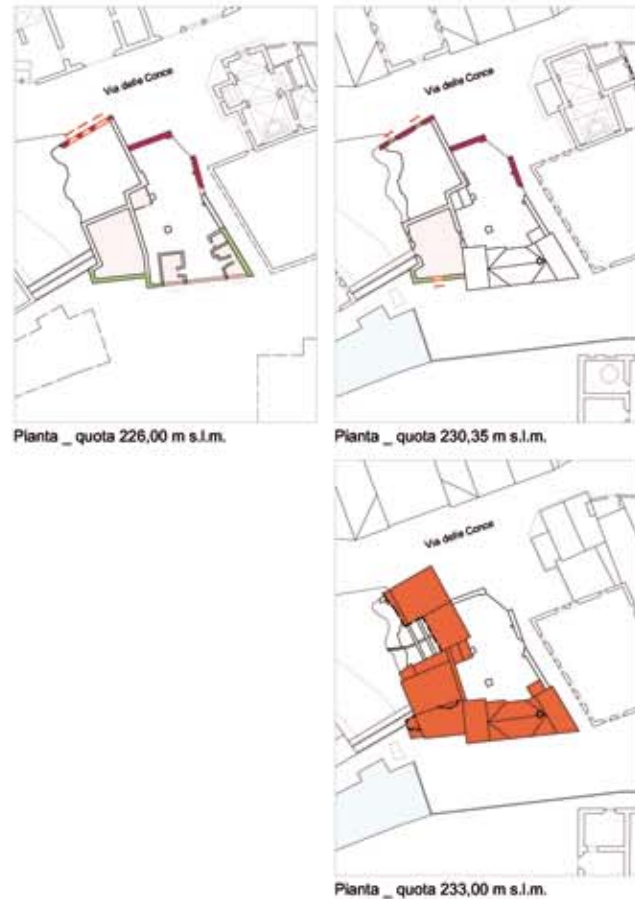 Via delle Conce
Via delle Conce
Pianta _ quota 226,00 m s.l.m.
Pianta _ quota 230,35 m s.l.m.
Via delle Conce
Pianta _ quota 233,00 m s.l.m.